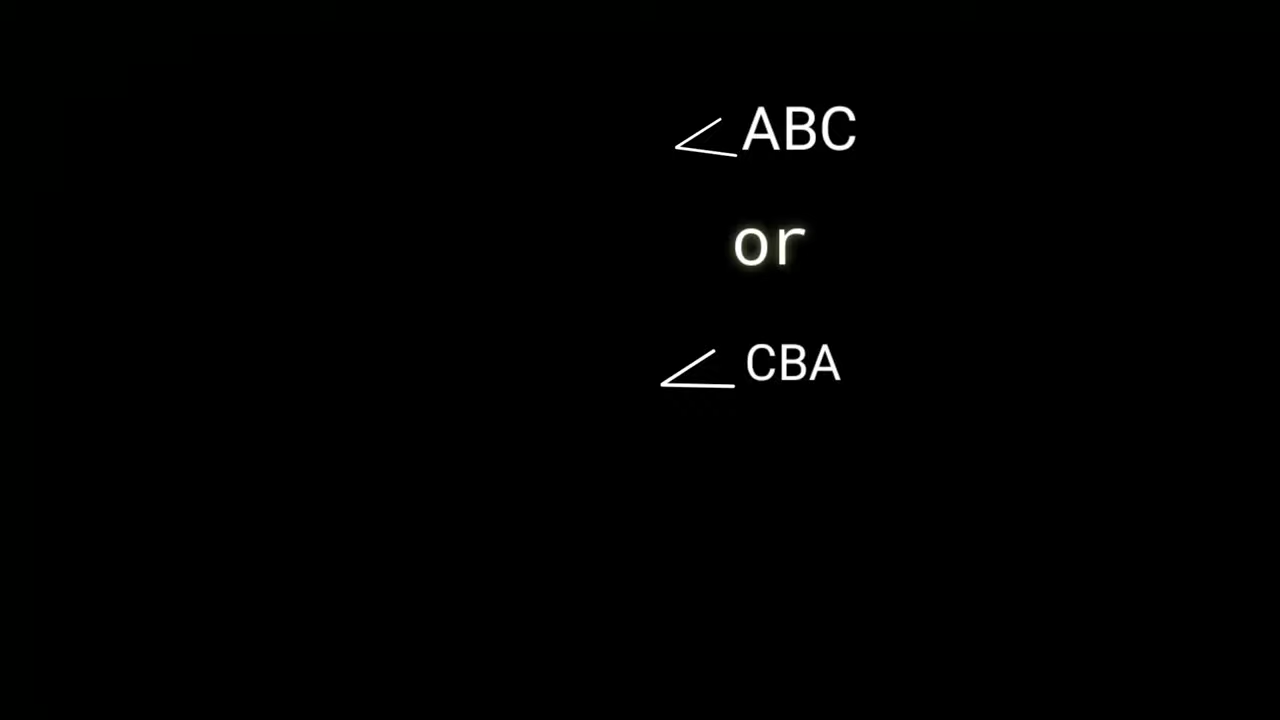 ∠ABC
or
∠ CBA